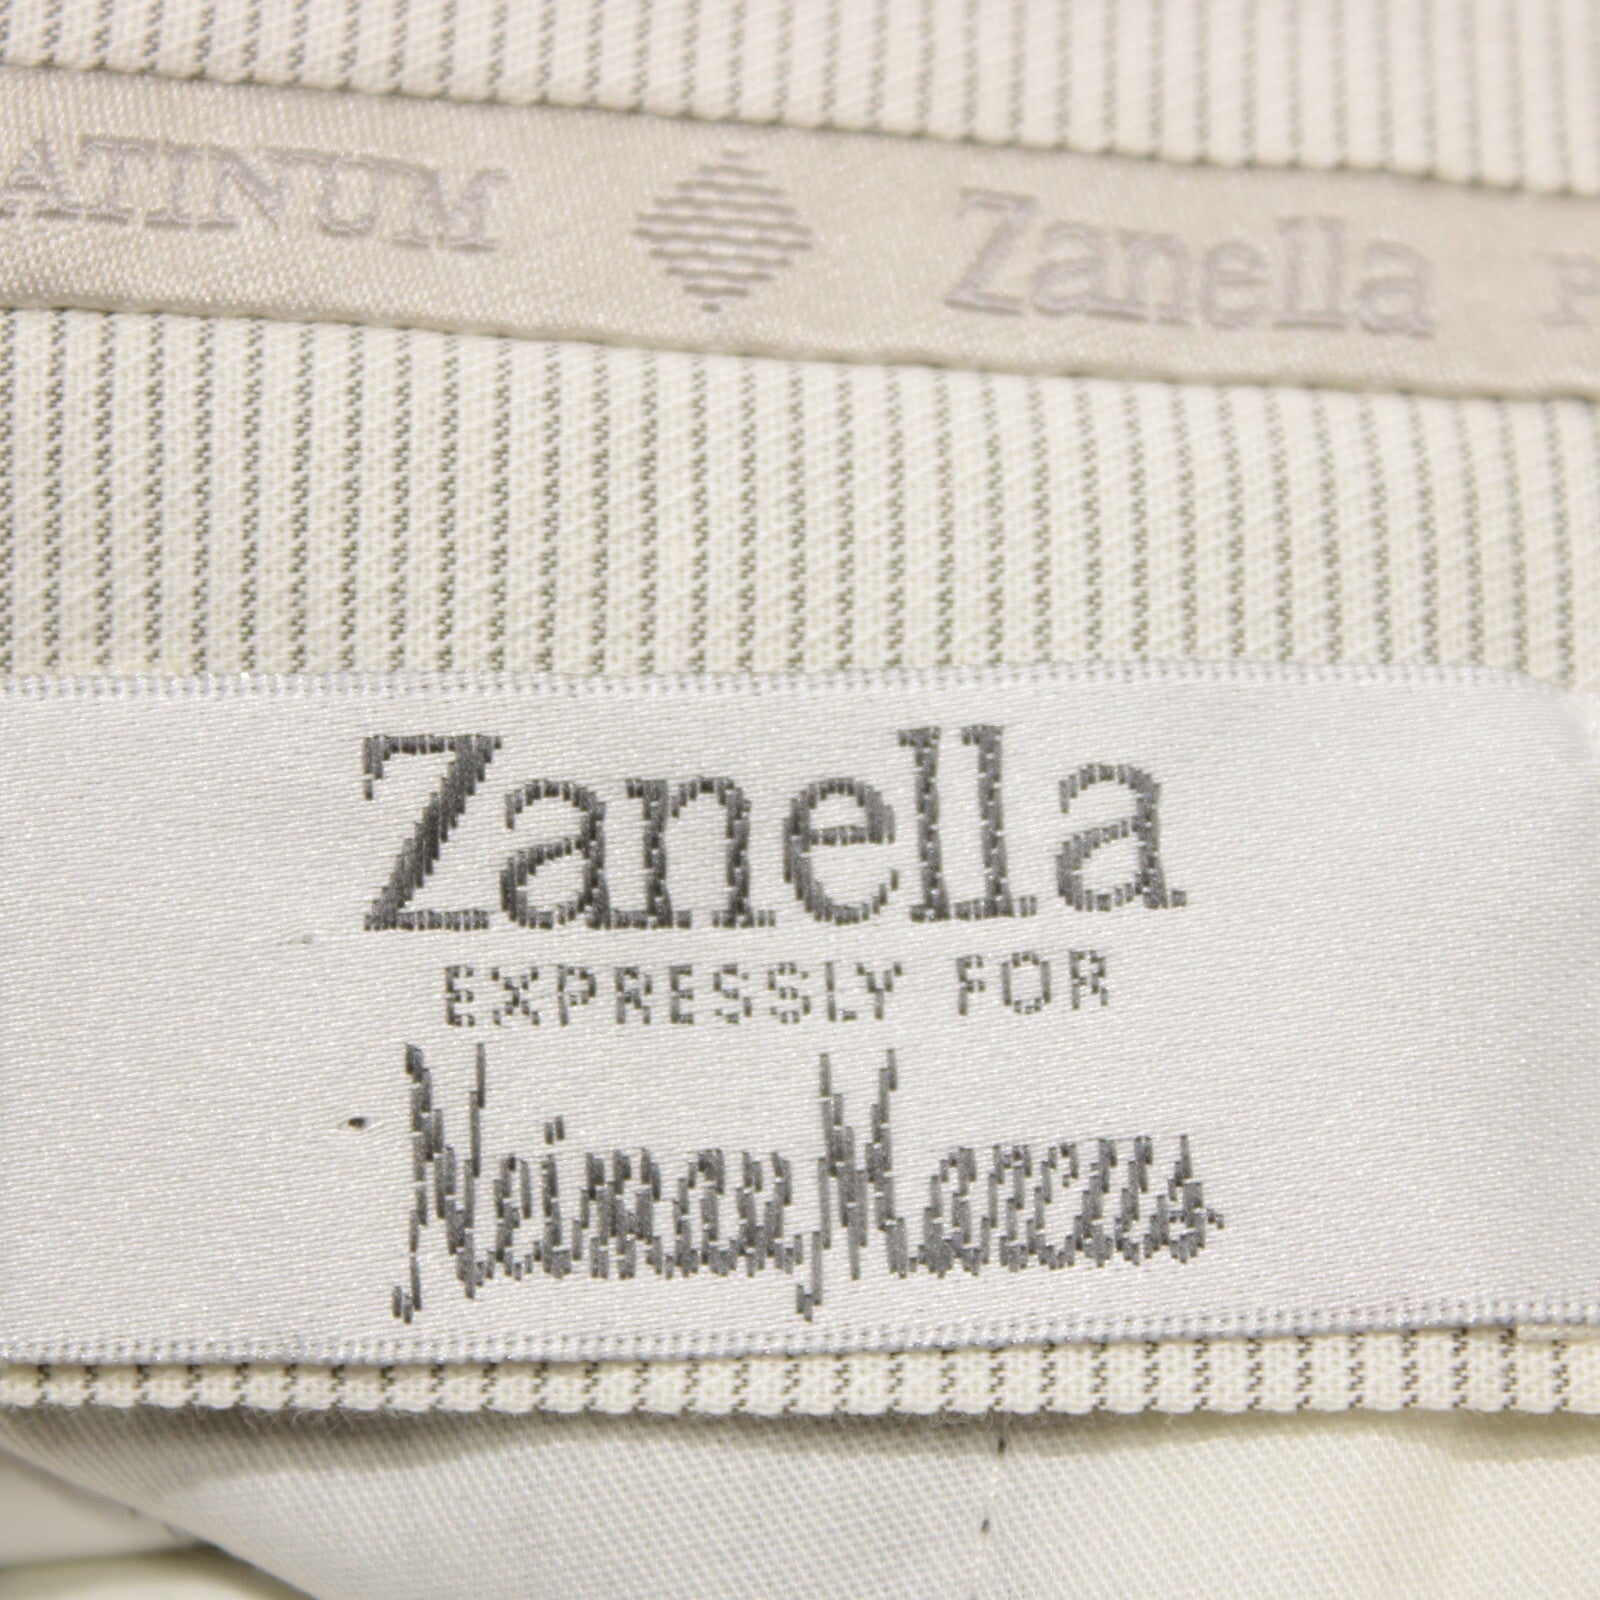 ATINUM Zanella P
Zanella
EXPRESSLY FOR
Neiman Marcus